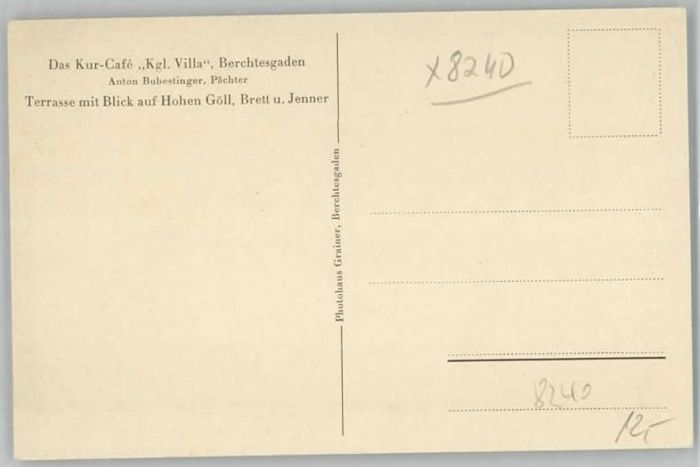 Das Kur-Café „Kgl. Villa“, Berchtesgaden
Anton Bubestinger, Pächter
Terrasse mit Blick auf Hohen Göll, Brett u. Jenner
Photohaus Grainer, Berchtesgaden
x 8240
8240
12,-